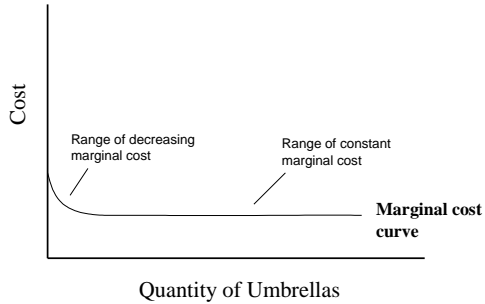 Cost
Range of decreasing
marginal cost
Range of constant
marginal cost
Marginal cost
curve
Quantity of Umbrellas